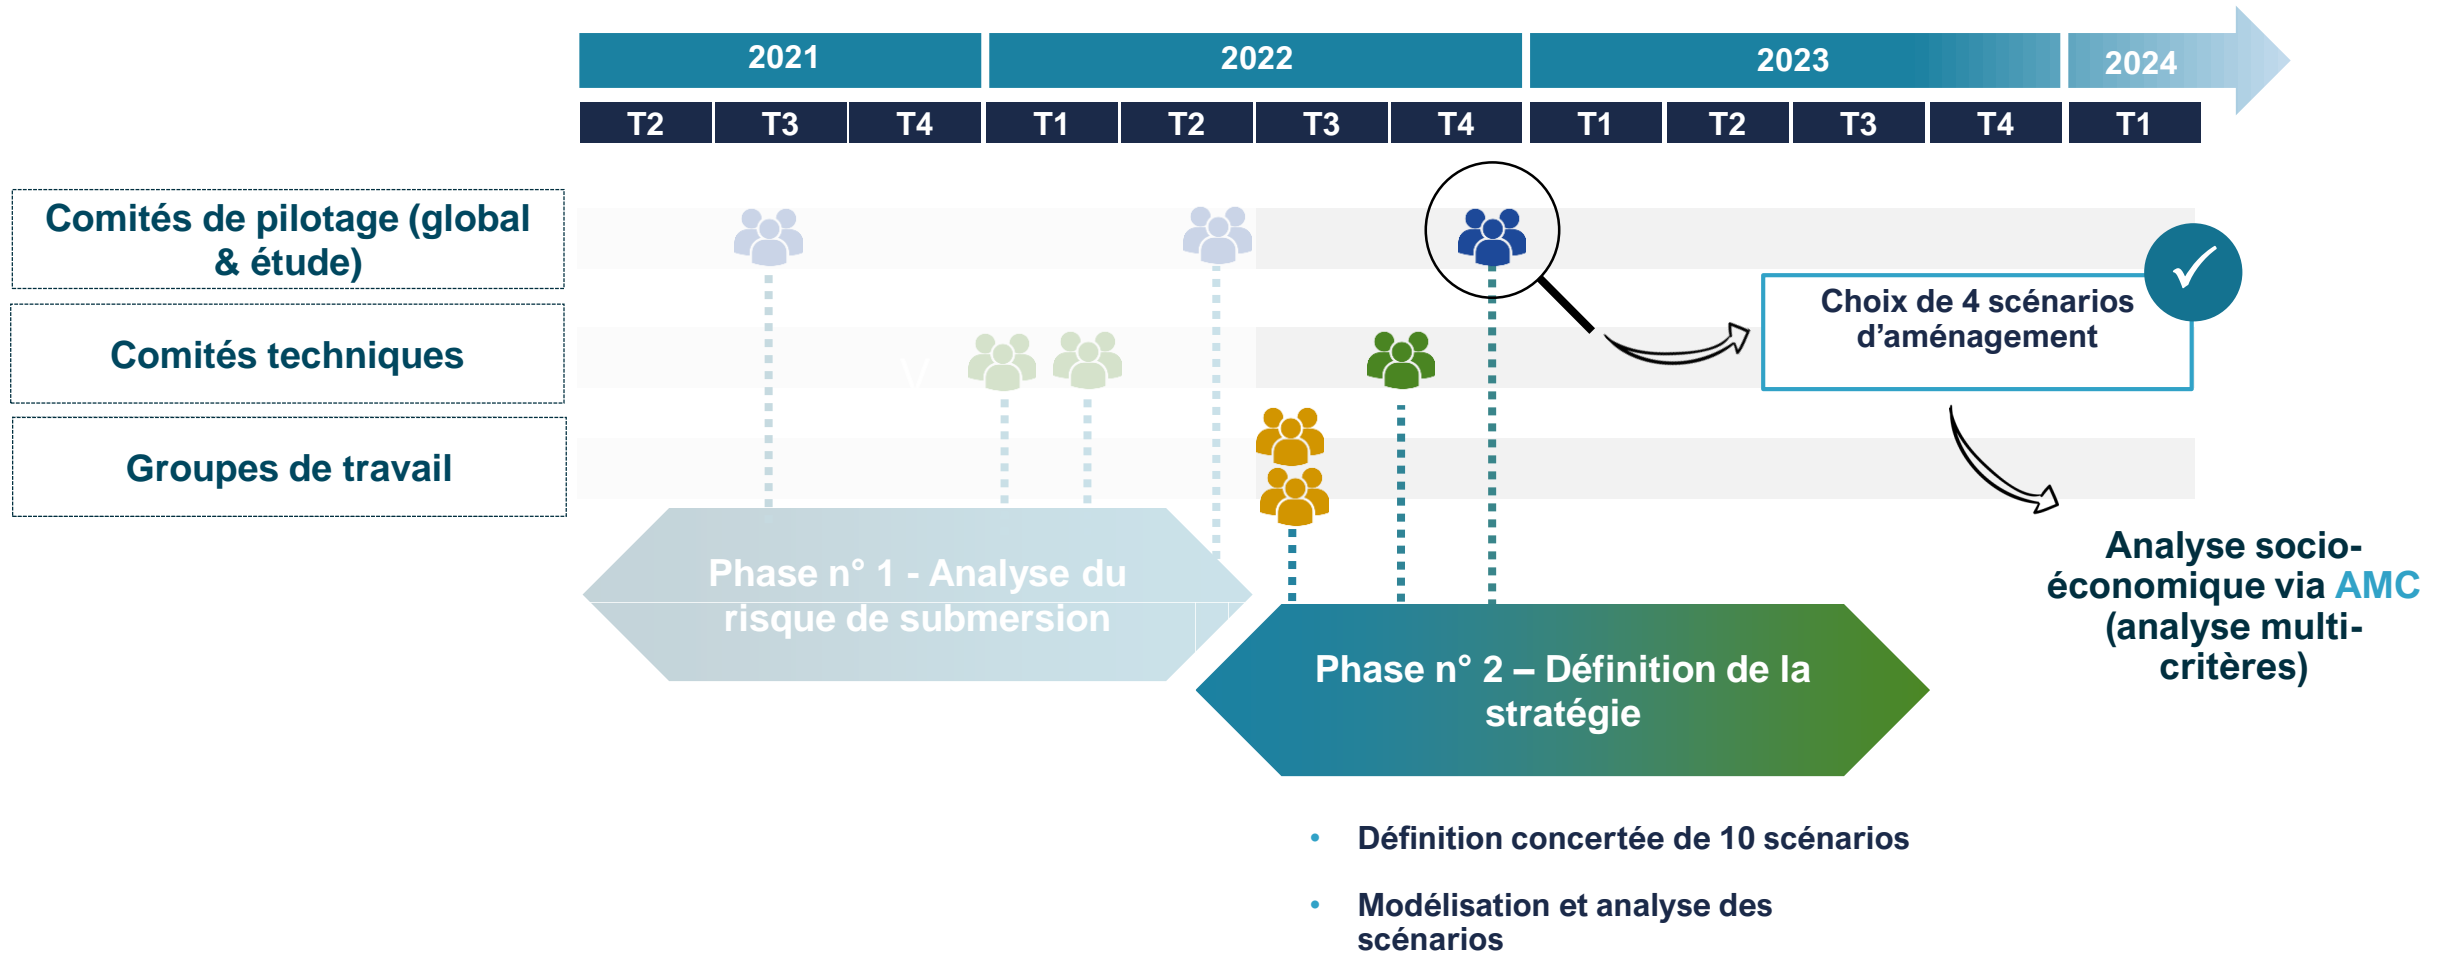 2021
2022
2023
2024
T2
T3
T4
T1
T2
T3
T4
T1
T2
T3
T4
T1
Comités de pilotage (global
& étude)
Comités techniques
Groupes de travail
V
Choix de 4 scénarios
d’aménagement
Phase n° 1 - Analyse du
risque de submersion
Analyse socio-
économique via AMC
(analyse multi-
critères)
Phase n° 2 – Définition de la
stratégie
• Définition concertée de 10 scénarios
• Modélisation et analyse des
scénarios